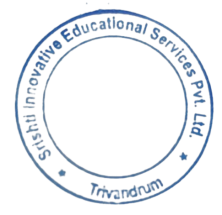 Srishti Innovative Educational Services Pvt. Ltd.
* Trivandrum *